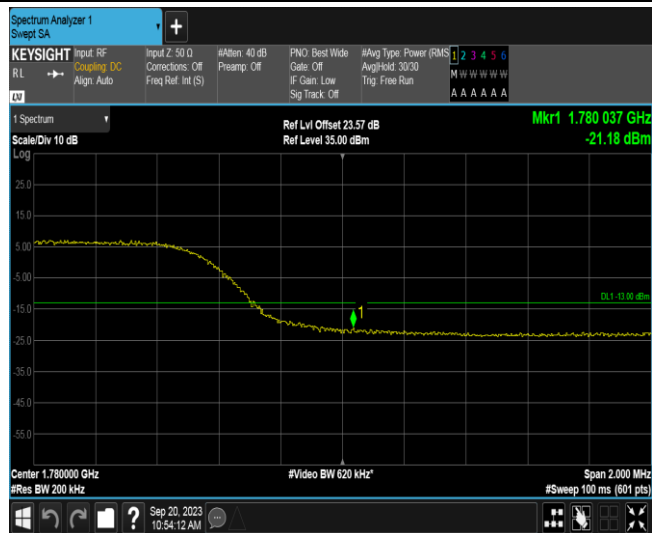 Spectrum Analyzer 1
Swept SA
+
KEYSIGHT
RL
LXI
Input: RF
Coupling: DC
Align: Auto
Input Z: 50 Ω
Corrections: Off
Freq Ref: Int (S)
#Atten: 40 dB
Preamp: Off
PNO: Best Wide
Gate: Off
IF Gain: Low
Sig Track: Off
#Avg Type: Power (RMS
Avg|Hold: 30/30
Trig: Free Run
1 2 3 4 5 6
M W W W W W
A A A A A A
1 Spectrum
Scale/Div 10 dB
Log
Ref Lvl Offset 23.57 dB
Ref Level 35.00 dBm
Mkr1 1.780 037 GHz
-21.18 dBm
25.0
15.0
5.00
-5.00
-15.0
-25.0
-35.0
-45.0
-55.0
DL1 -13.00 dBm
1
Center 1.780000 GHz
#Res BW 200 kHz
#Video BW 620 kHz*
Span 2.000 MHz
#Sweep 100 ms (601 pts)
?
Sep 20, 2023
10:54:12 AM